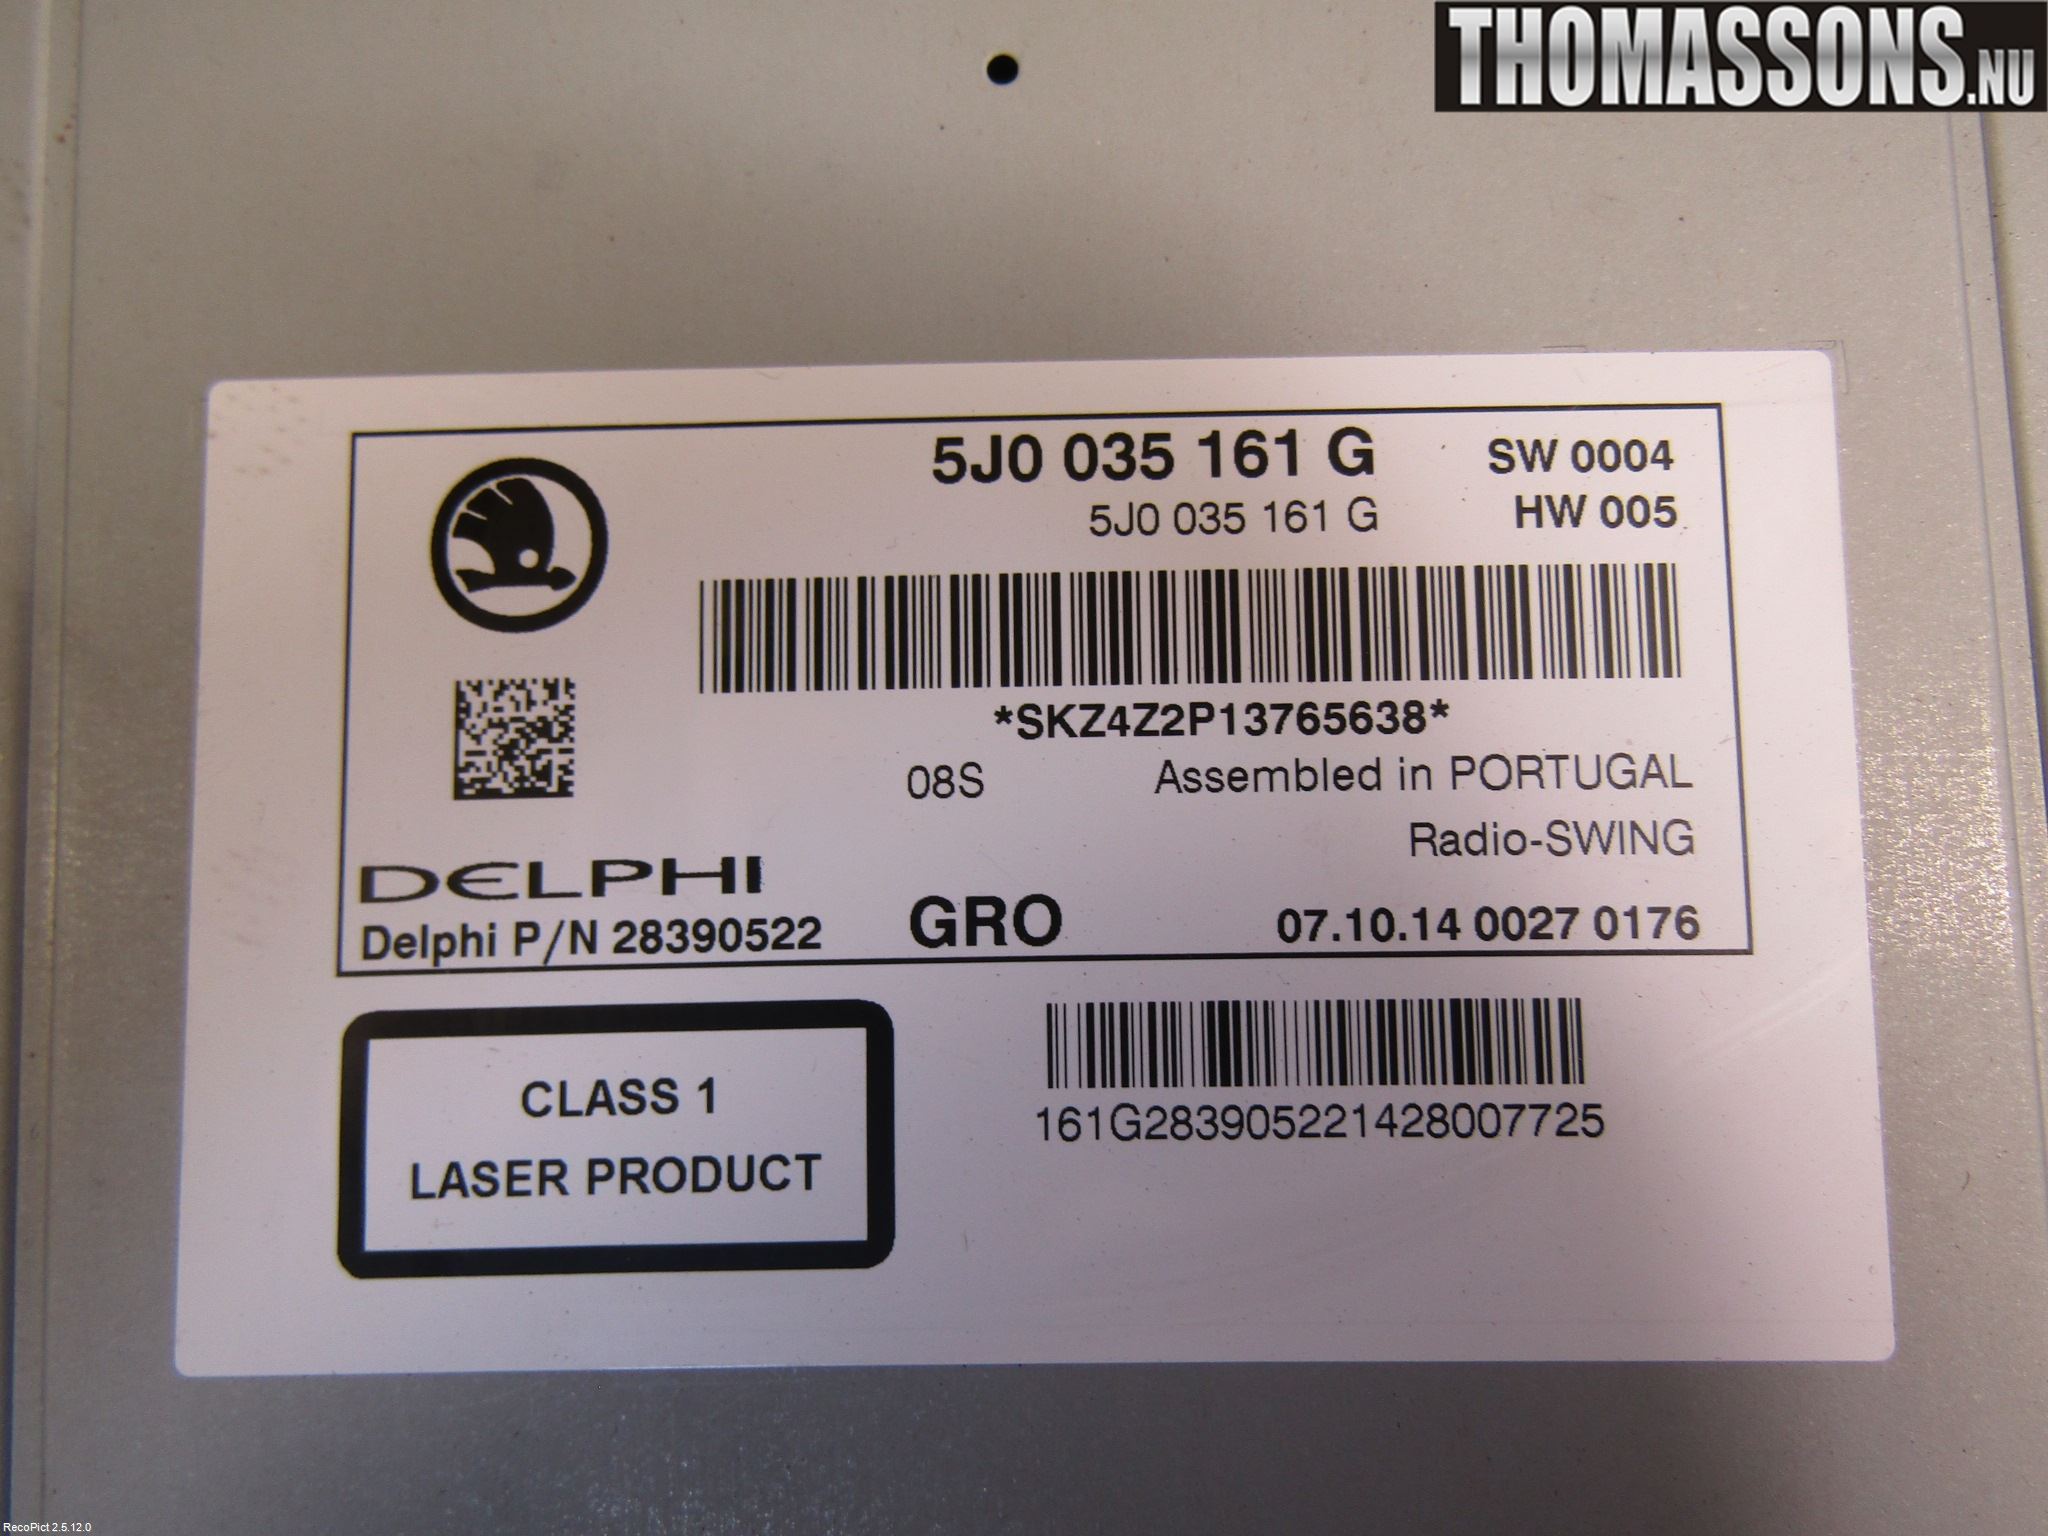 THOMASSONS.NU
5J0 035 161 G SW 0004
5J0 035 161 G HW 005
*SKZ4Z2P13765638*
08S Assembled in PORTUGAL
Radio-SWING
DELPHI
Delphi P/N 28390522 GRO 07.10.14 0027 0176
CLASS 1
LASER PRODUCT
161G283905221428007725
RecoPict 2.5.12.0